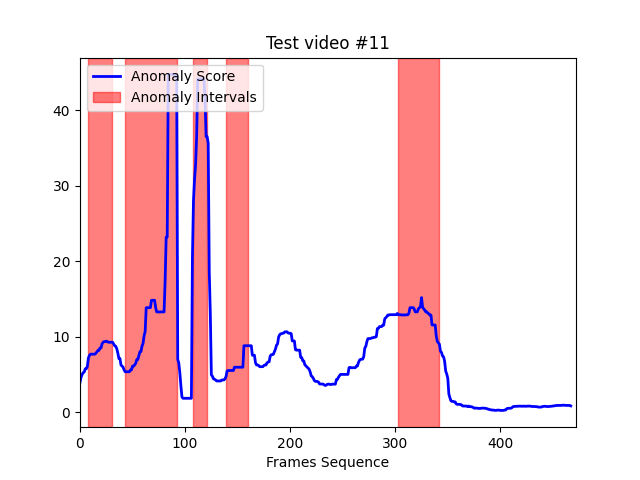 Test video #11
Anomaly Score
Anomaly Intervals
40
30
20
10
0
0 100 200 300 400
Frames Sequence